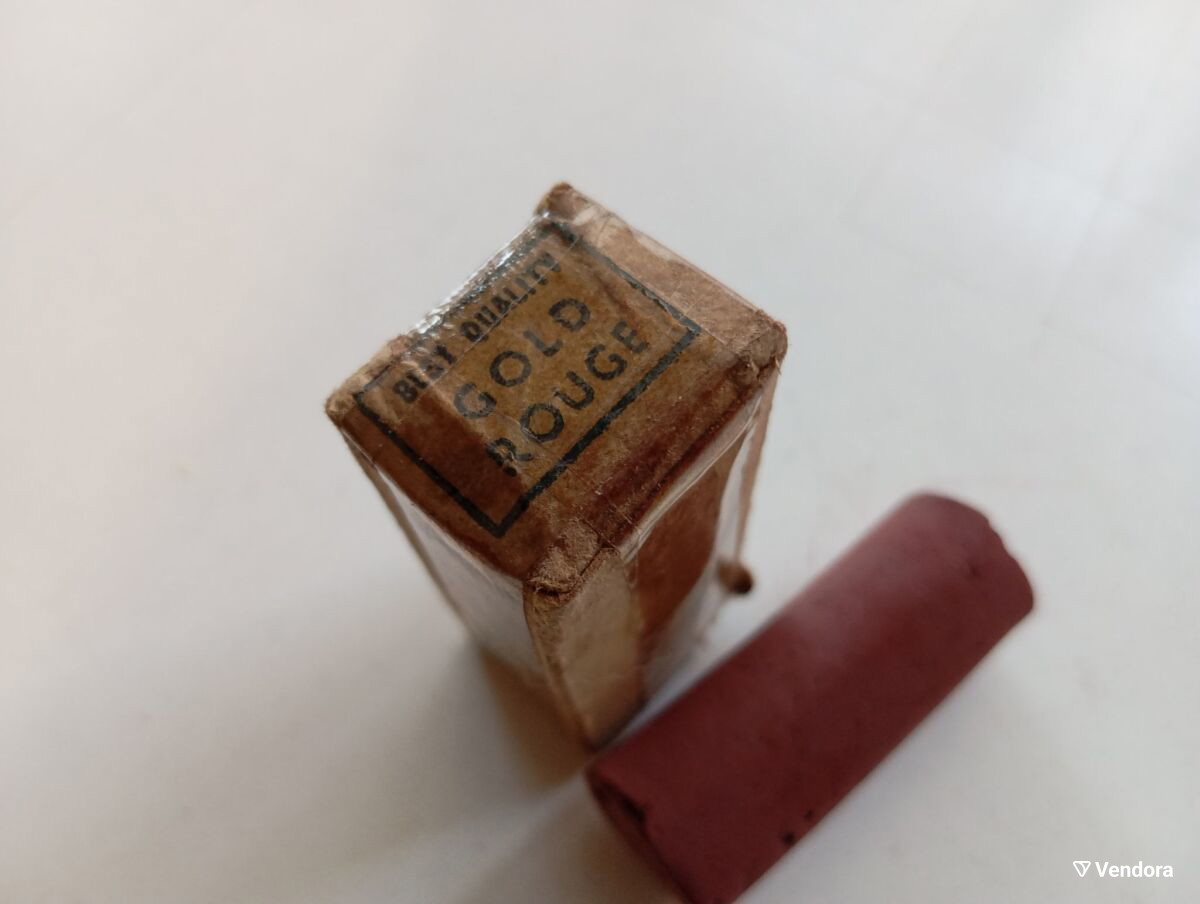 BEST QUALITY
GOLD
ROUGE
Vendora